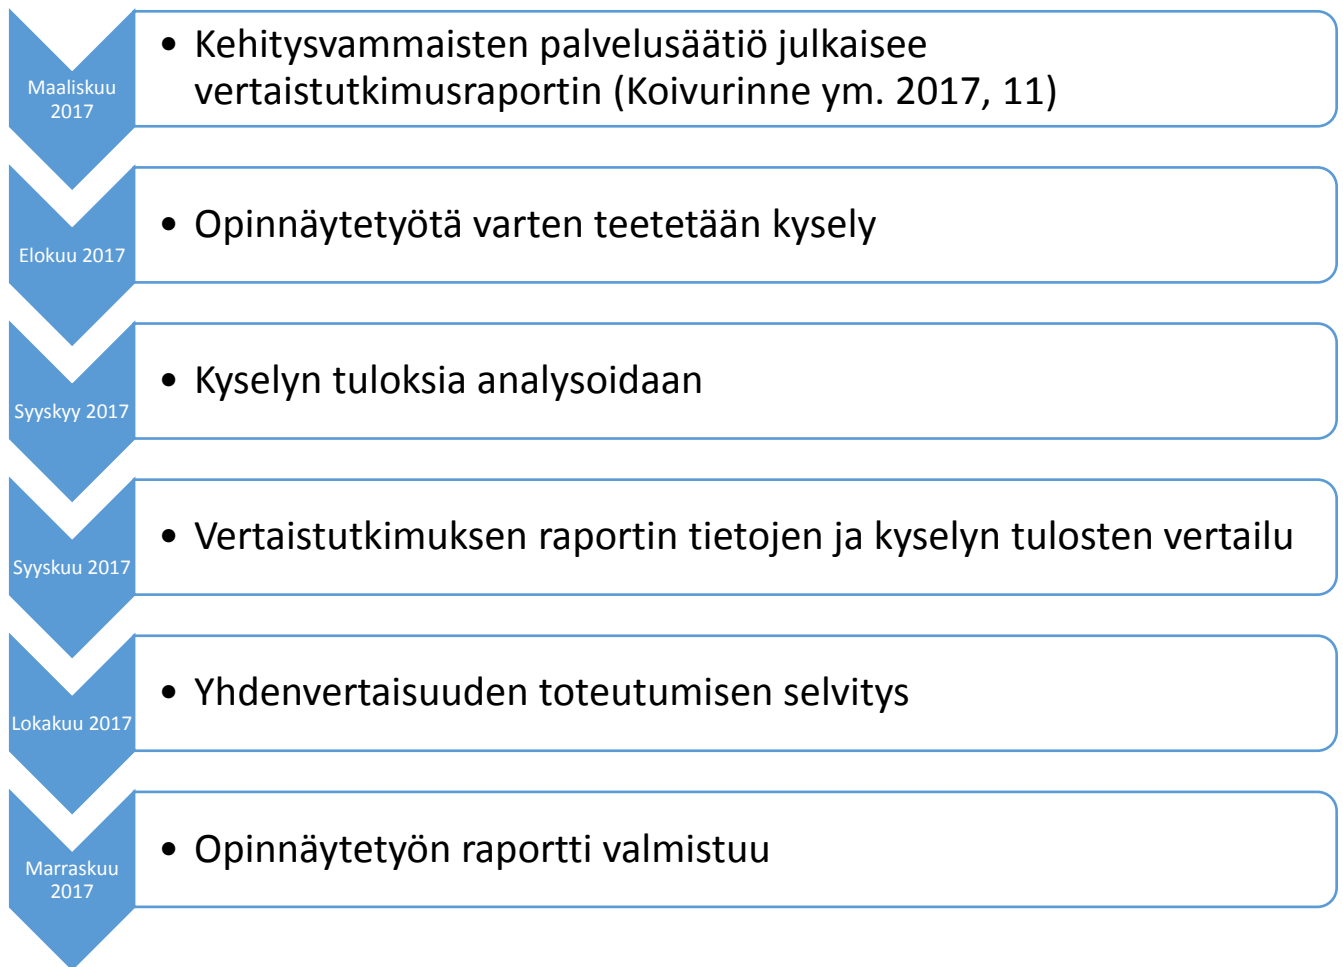 Maaliskuu
2017
• Kehitysvammaisten palvelusäätiö julkaisee
vertaistutkimusraportin (Koivurinne ym. 2017, 11)
Elokuu 2017
• Opinnäytetyötä varten teetetään kysely
Syyskyy 2017
• Kyselyn tuloksia analysoidaan
Syyskuu 2017
• Vertaistutkimuksen raportin tietojen ja kyselyn tulosten vertailu
Lokakuu 2017
• Yhdenvertaisuuden toteutumisen selvitys
Marraskuu
2017
• Opinnäytetyön raportti valmistuu